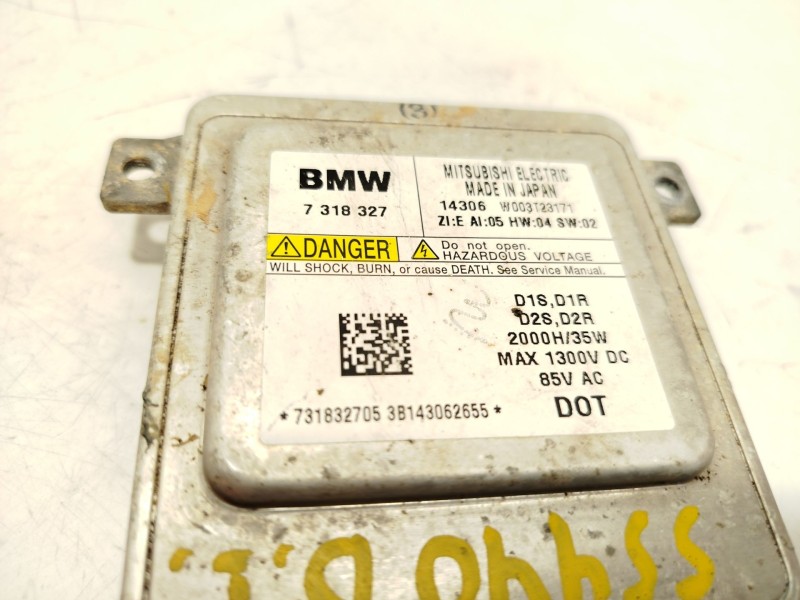 (3)
BMW
7 318 327
MITSUBISHI ELECTRIC
MADE IN JAPAN
14306 W003T23171
ZI:E AI:05 HW:04 SW:02
DANGER
Do not open.
HAZARDOUS VOLTAGE
WILL SHOCK, BURN, or cause DEATH. See Service Manual.
D1S,D1R
D2S,D2R
2000H/35W
MAX 1300V DC
85V AC
*731832705 3B143062655*
DOT